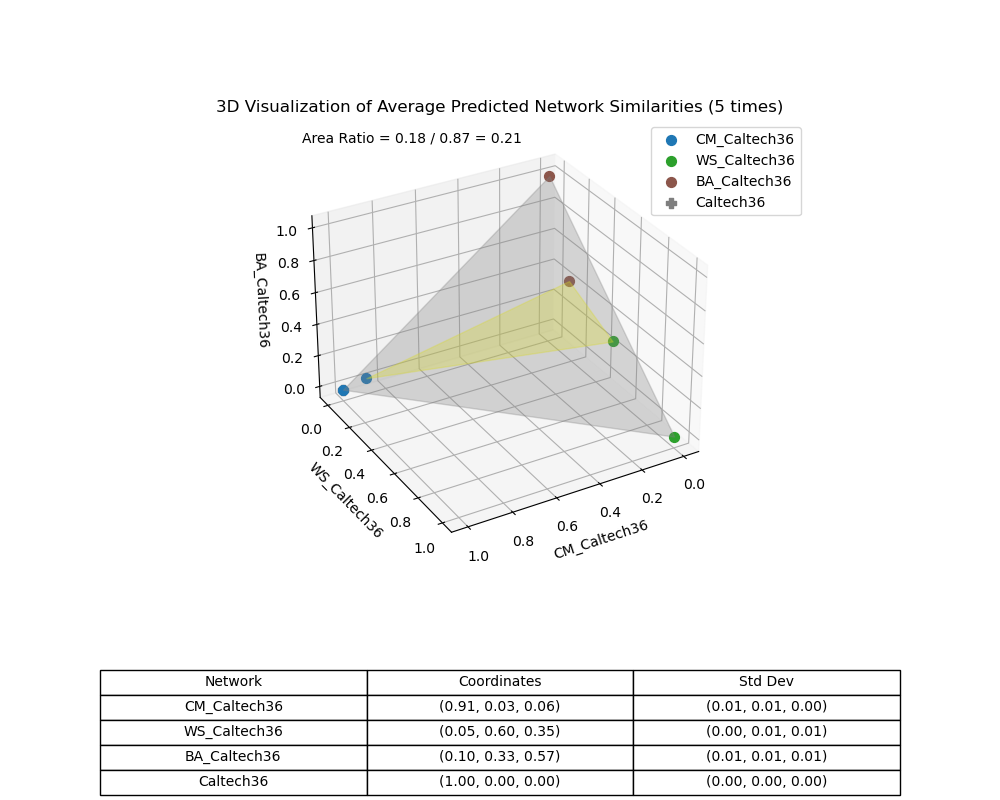 3D Visualization of Average Predicted Network Similarities (5 times)
Area Ratio = 0.18 / 0.87 = 0.21
CM_Caltech36
WS_Caltech36
BA_Caltech36
Caltech36
1.0
0.8
0.6
0.4
0.2
0.0
BA_Caltech36
0.0
0.2
0.4
0.6
0.8
1.0
WS_Caltech36
1.0
0.8
0.6
0.4
0.2
0.0
CM_Caltech36
Network Coordinates Std Dev
CM_Caltech36 (0.91, 0.03, 0.06) (0.01, 0.01, 0.00)
WS_Caltech36 (0.05, 0.60, 0.35) (0.00, 0.01, 0.01)
BA_Caltech36 (0.10, 0.33, 0.57) (0.01, 0.01, 0.01)
Caltech36 (1.00, 0.00, 0.00) (0.00, 0.00, 0.00)